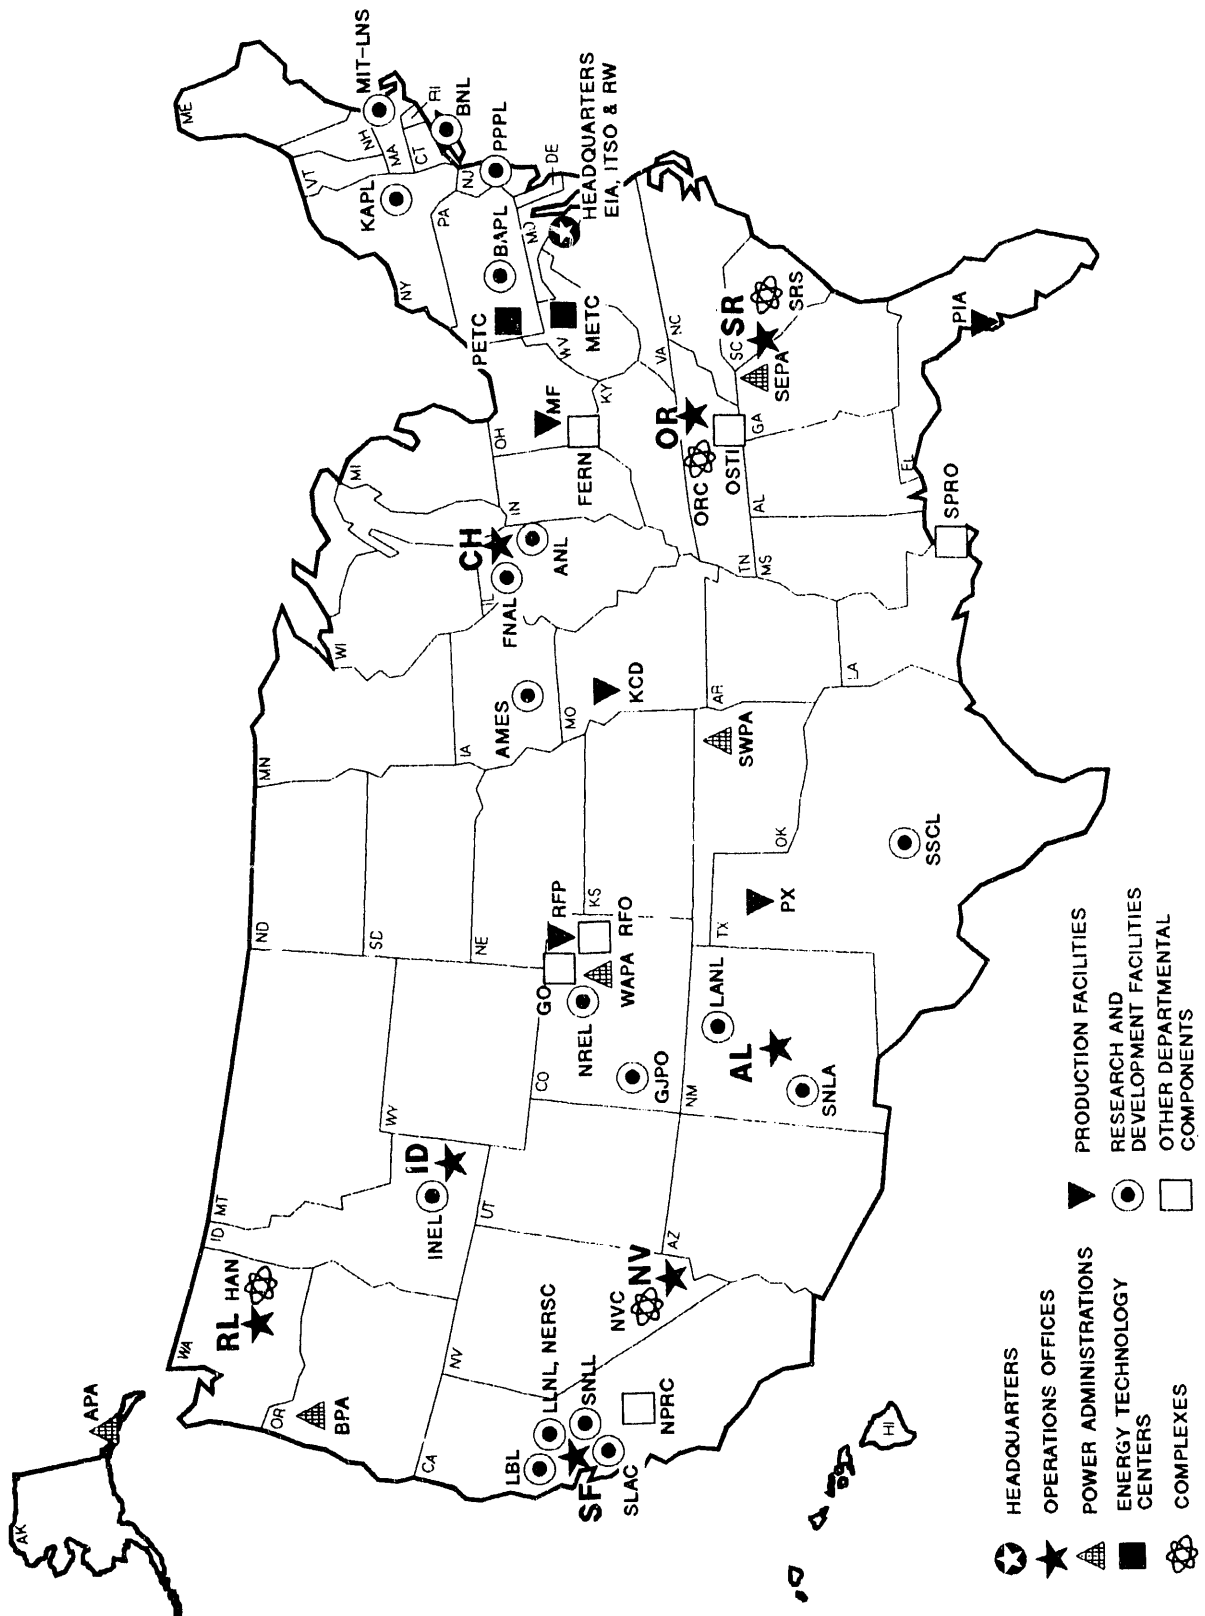 AK
APA
WA
RL
HAN
ID
MT
ND
MN
WI
MI
ME
VT
NH
MA
CT
RI
MIT-LNS
BNL
KAPL
NY
PA
NJ
PPPL
BAPL
MD
DE
HEADQUARTERS
EIA, ITSO & RW
PETC
METC
WV
OH
MF
KY
FERN
IN
CH
ANL
FNAL
IL
SD
IA
AMES
MO
KCD
NE
WY
ID
INEL
OR
BPA
NV
UT
CA
LLNL, NERSC
SNLL
LBL
SF
SLAC
NPRC
NVC
NV
AZ
CO
GO
RFP
RFO
KS
NREL
WAPA
GJPO
NM
LANL
AL
SNLA
TX
PX
OK
SWPA
AR
SSCL
LA
VA
NC
OR
ORC
OSTI
TN
MS
AL
GA
SC
SR
SRS
SEPA
FL
PIA
SPRO
HI
HEADQUARTERS
OPERATIONS OFFICES
POWER ADMINISTRATIONS
ENERGY TECHNOLOGY
CENTERS
COMPLEXES
PRODUCTION FACILITIES
RESEARCH AND
DEVELOPMENT FACILITIES
OTHER DEPARTMENTAL
COMPONENTS